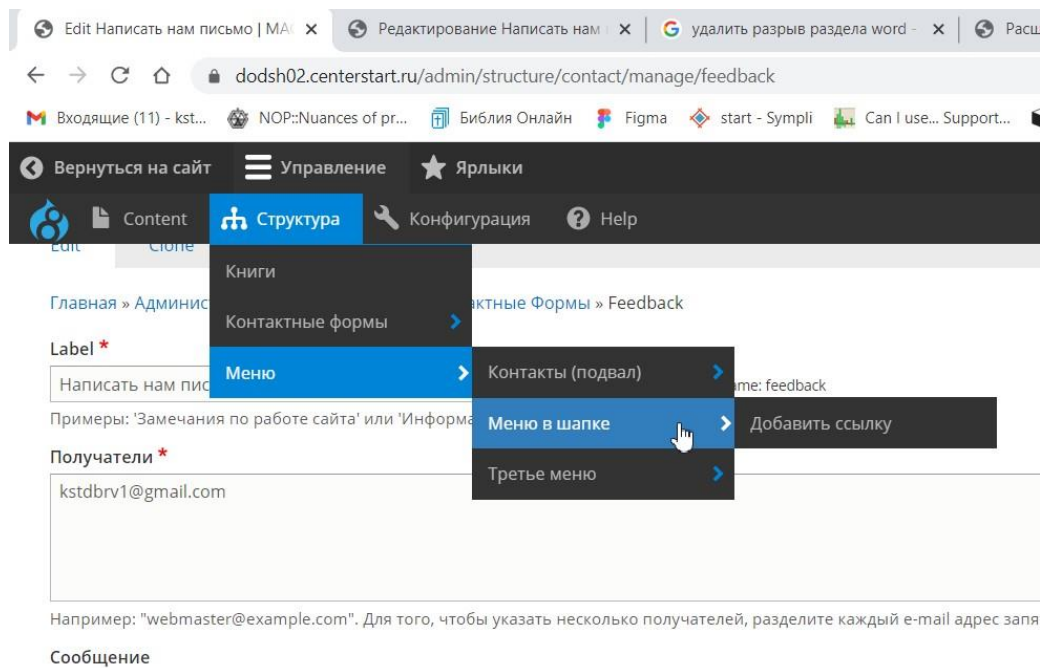 Edit Написать нам письмо | МА
Редактирование Написать нам
удалить разрыв раздела word -
Расш
dodsh02.centerstart.ru/admin/structure/contact/manage/feedback
Входящие (11) - kst...
NOP::Nuances of pr...
Библия Онлайн
Figma
start - Sympli
Can I use... Support...
Вернуться на сайт
Управление
Ярлыки
Content
Структура
Конфигурация
Help
Edit
Clone
Книги
Главная » Админис
ктные Формы » Feedback
Контактные формы
Label *
Меню
Контакты (подвал)
Написать нам пис
me: feedback
Примеры: 'Замечания по работе сайта' или 'Информа
Меню в шапке
Добавить ссылку
Получатели *
Третье меню
kstdbrv1@gmail.com
Например: "webmaster@example.com". Для того, чтобы указать несколько получателей, разделите каждый e-mail адрес запя
Сообщение